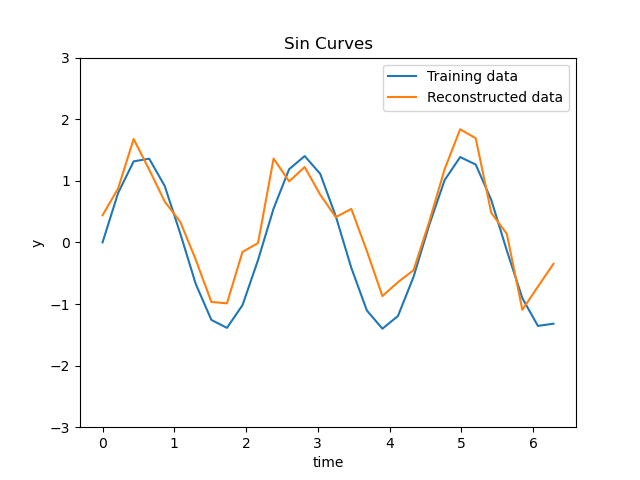 Sin Curves
Training data
Reconstructed data
3
2
1
0
−1
−2
−3
y
0 1 2 3 4 5 6
time